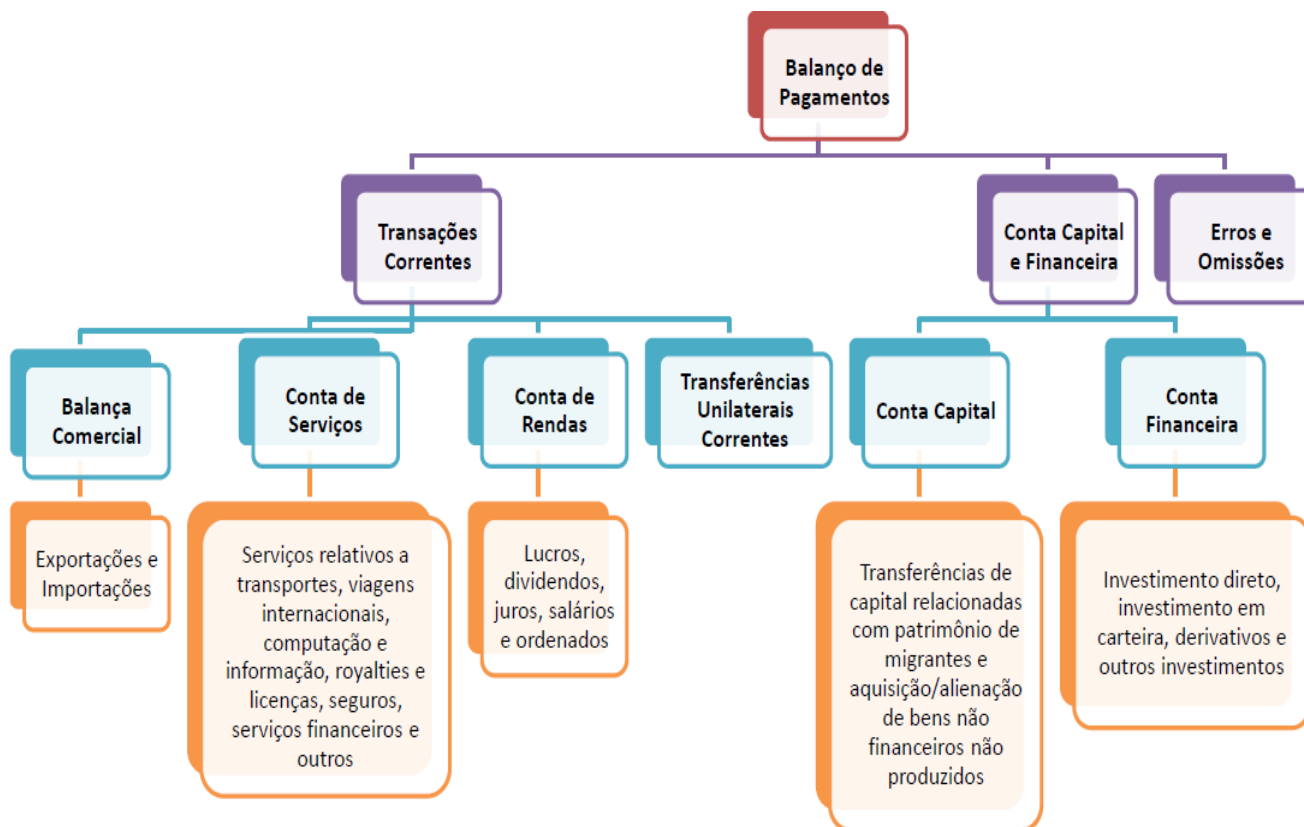 Balanço de
Pagamentos
Transações
Correntes
Conta Capital
e Financeira
Erros e
Omissões
Balança
Comercial
Conta de
Serviços
Conta de
Rendas
Transferências
Unilaterais
Correntes
Conta Capital
Conta
Financeira
Exportações e
Importações
Serviços relativos a
transportes, viagens
internacionais,
computação e
informação, royalties e
licenças, seguros,
serviços financeiros e
outros
Lucros,
dividendos,
juros, salários
e ordenados
Transferências de
capital relacionadas
com patrimônio de
migrantes e
aquisição/alienação
de bens não
financeiros não
produzidos
Investimento direto,
investimento em
carteira, derivativos e
outros investimentos